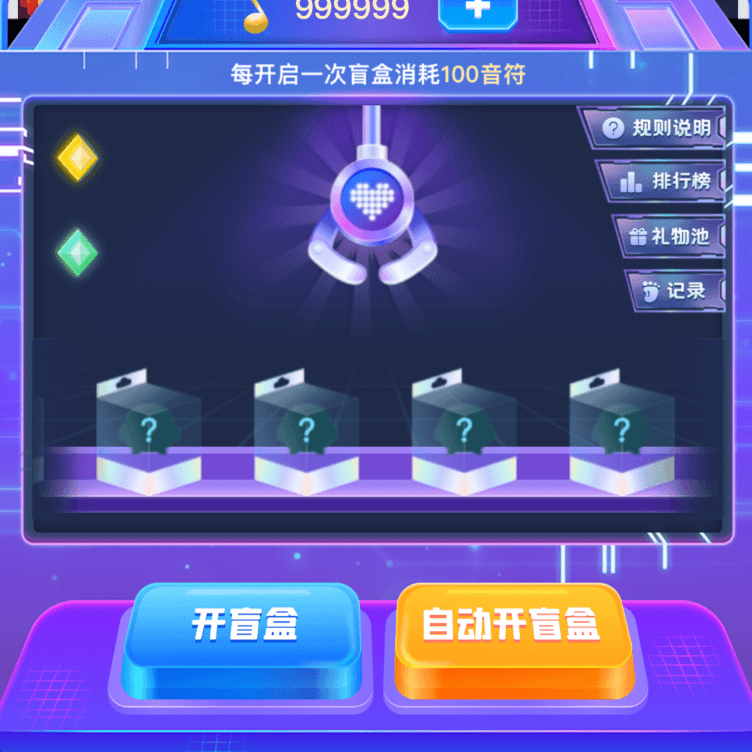 999999
每开启一次盲盒消耗100音符
规则说明
排行榜
礼物池
记录
?
?
?
?
开盲盒
自动开盲盒